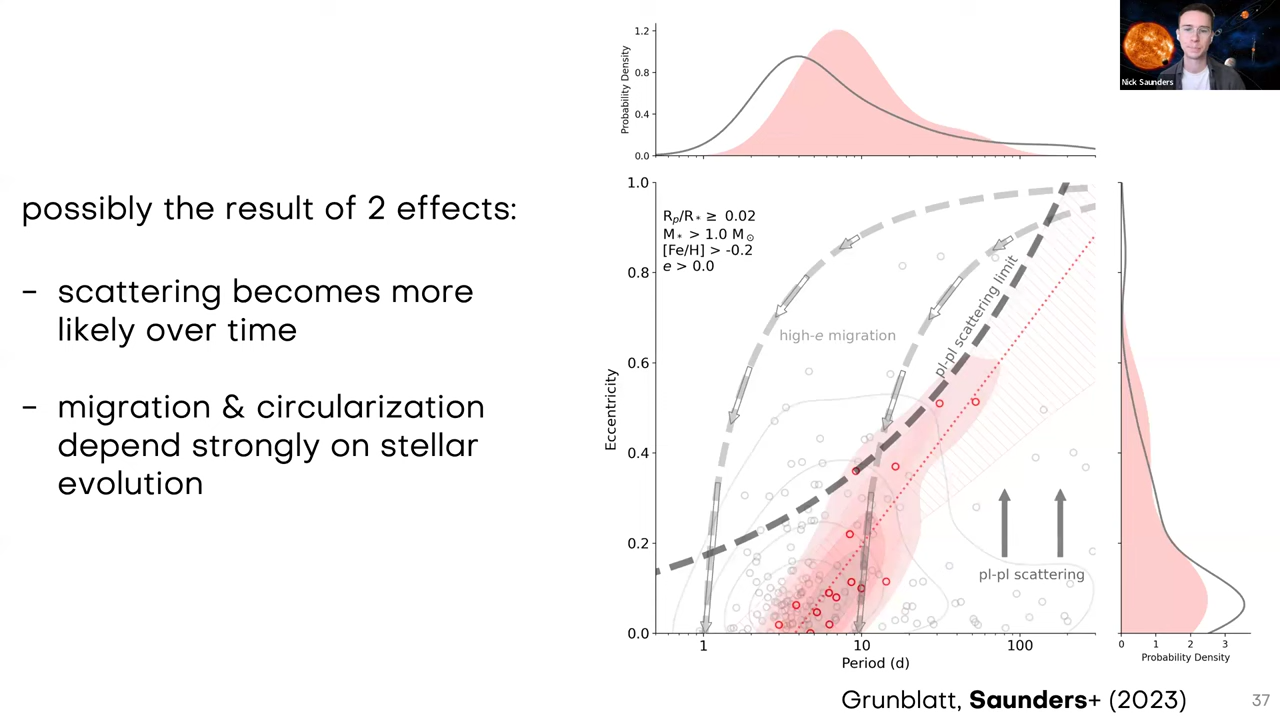 possibly the result of 2 effects:
– scattering becomes more
likely over time
– migration & circularization
depend strongly on stellar
evolution
Probability Density
1.2
0.8
0.4
0.0
Nick Saunders
Eccentricity
1.0
0.8
0.6
0.4
0.2
0.0
Rₚ/R* ≥ 0.02
M* > 1.0 M⊙
[Fe/H] > -0.2
e > 0.0
high-e migration
pl-pl scattering limit
pl-pl scattering
1
10
100
Period (d)
0
1
2
3
Probability Density
Grunblatt, Saunders+ (2023)
37